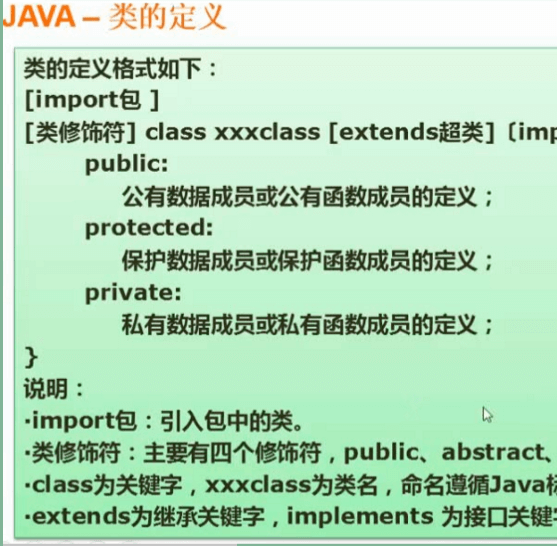 JAVA – 类的定义
类的定义格式如下：
[import包 ]
[类修饰符] class xxxclass [extends超类]〔imp
public:
公有数据成员或公有函数成员的定义；
protected:
保护数据成员或保护函数成员的定义；
private:
私有数据成员或私有函数成员的定义；
}
说明：
·import包：引入包中的类。
·类修饰符：主要有四个修饰符，public、abstract、
·class为关键字，xxxclass为类名，命名遵循Java标
·extends为继承关键字，implements 为接口关键字